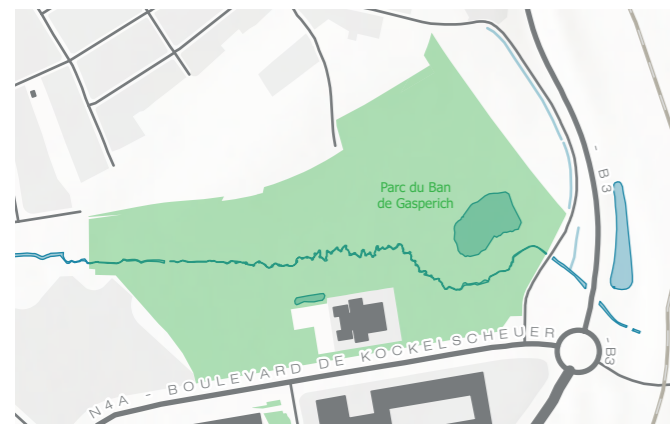 - B3
Parc du Ban
de Gasperich
N4A - BOULEVARD DE KOCKELSCHEUER
-B3